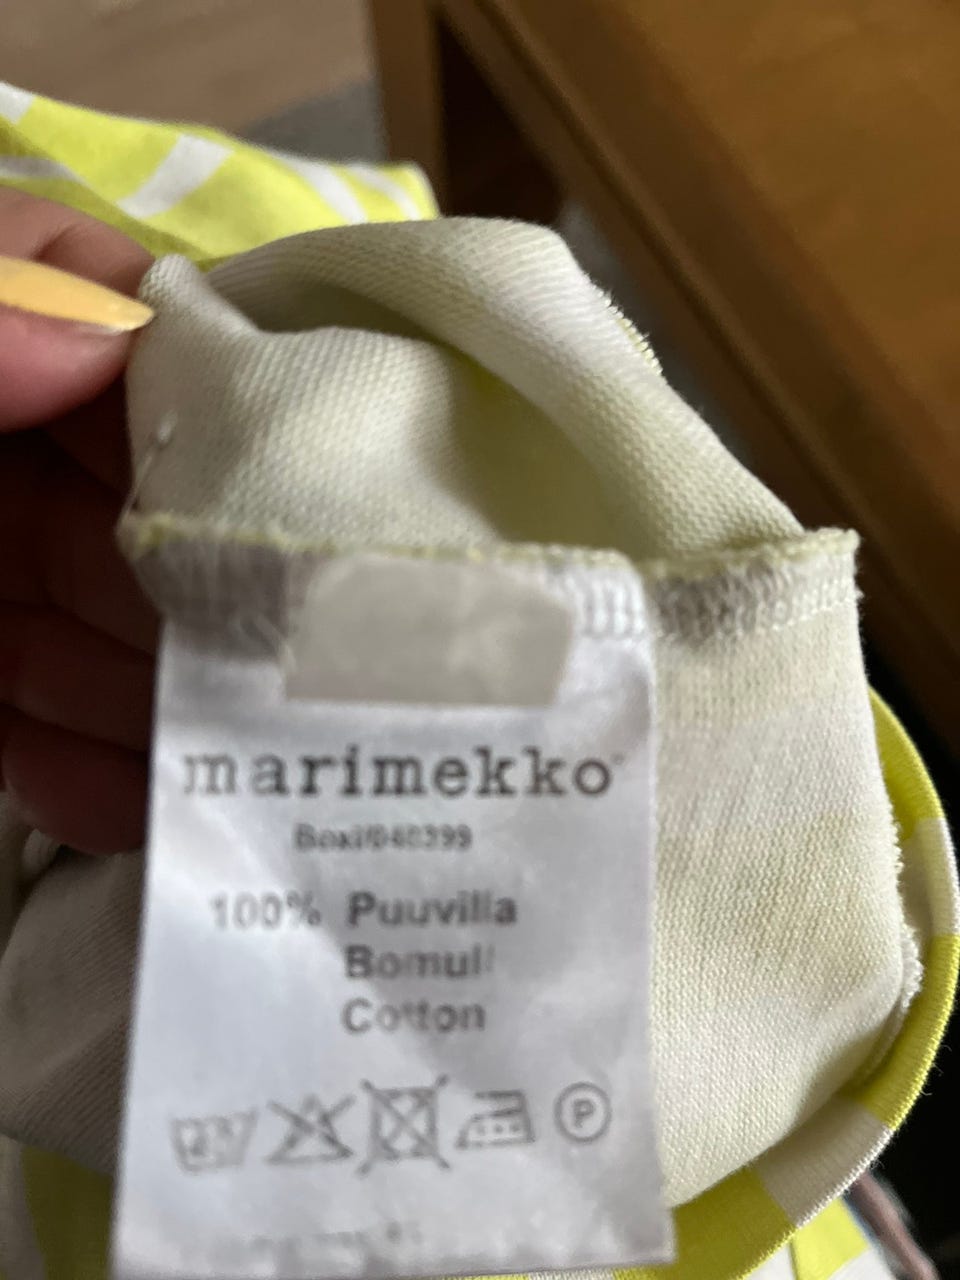 marimekko
100% Puuvilla
Bomull
Cotton
P